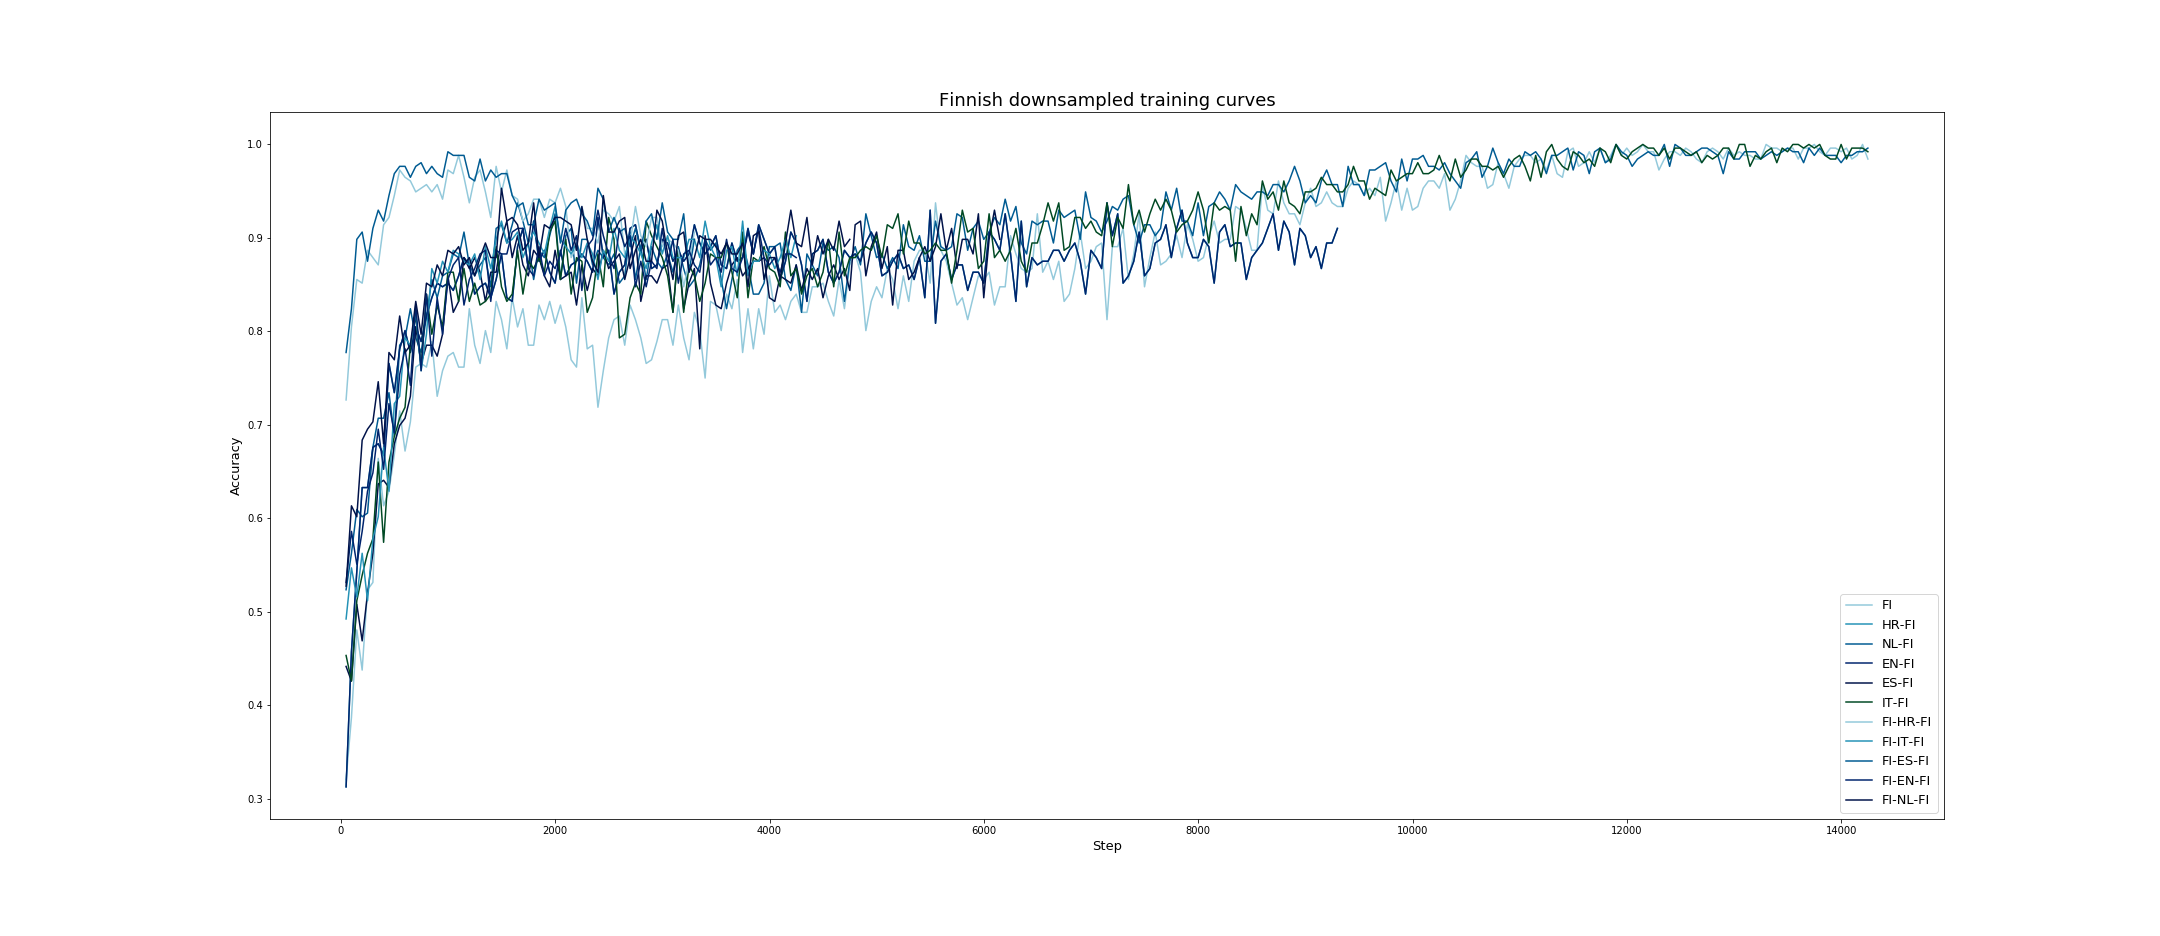 Finnish downsampled training curves
1.0
0.9
0.8
0.7
0.6
0.5
0.4
0.3
Accuracy
0 2000 4000 6000 8000 10000 12000 14000
Step
FI
HR-FI
NL-FI
EN-FI
ES-FI
IT-FI
FI-HR-FI
FI-IT-FI
FI-ES-FI
FI-EN-FI
FI-NL-FI